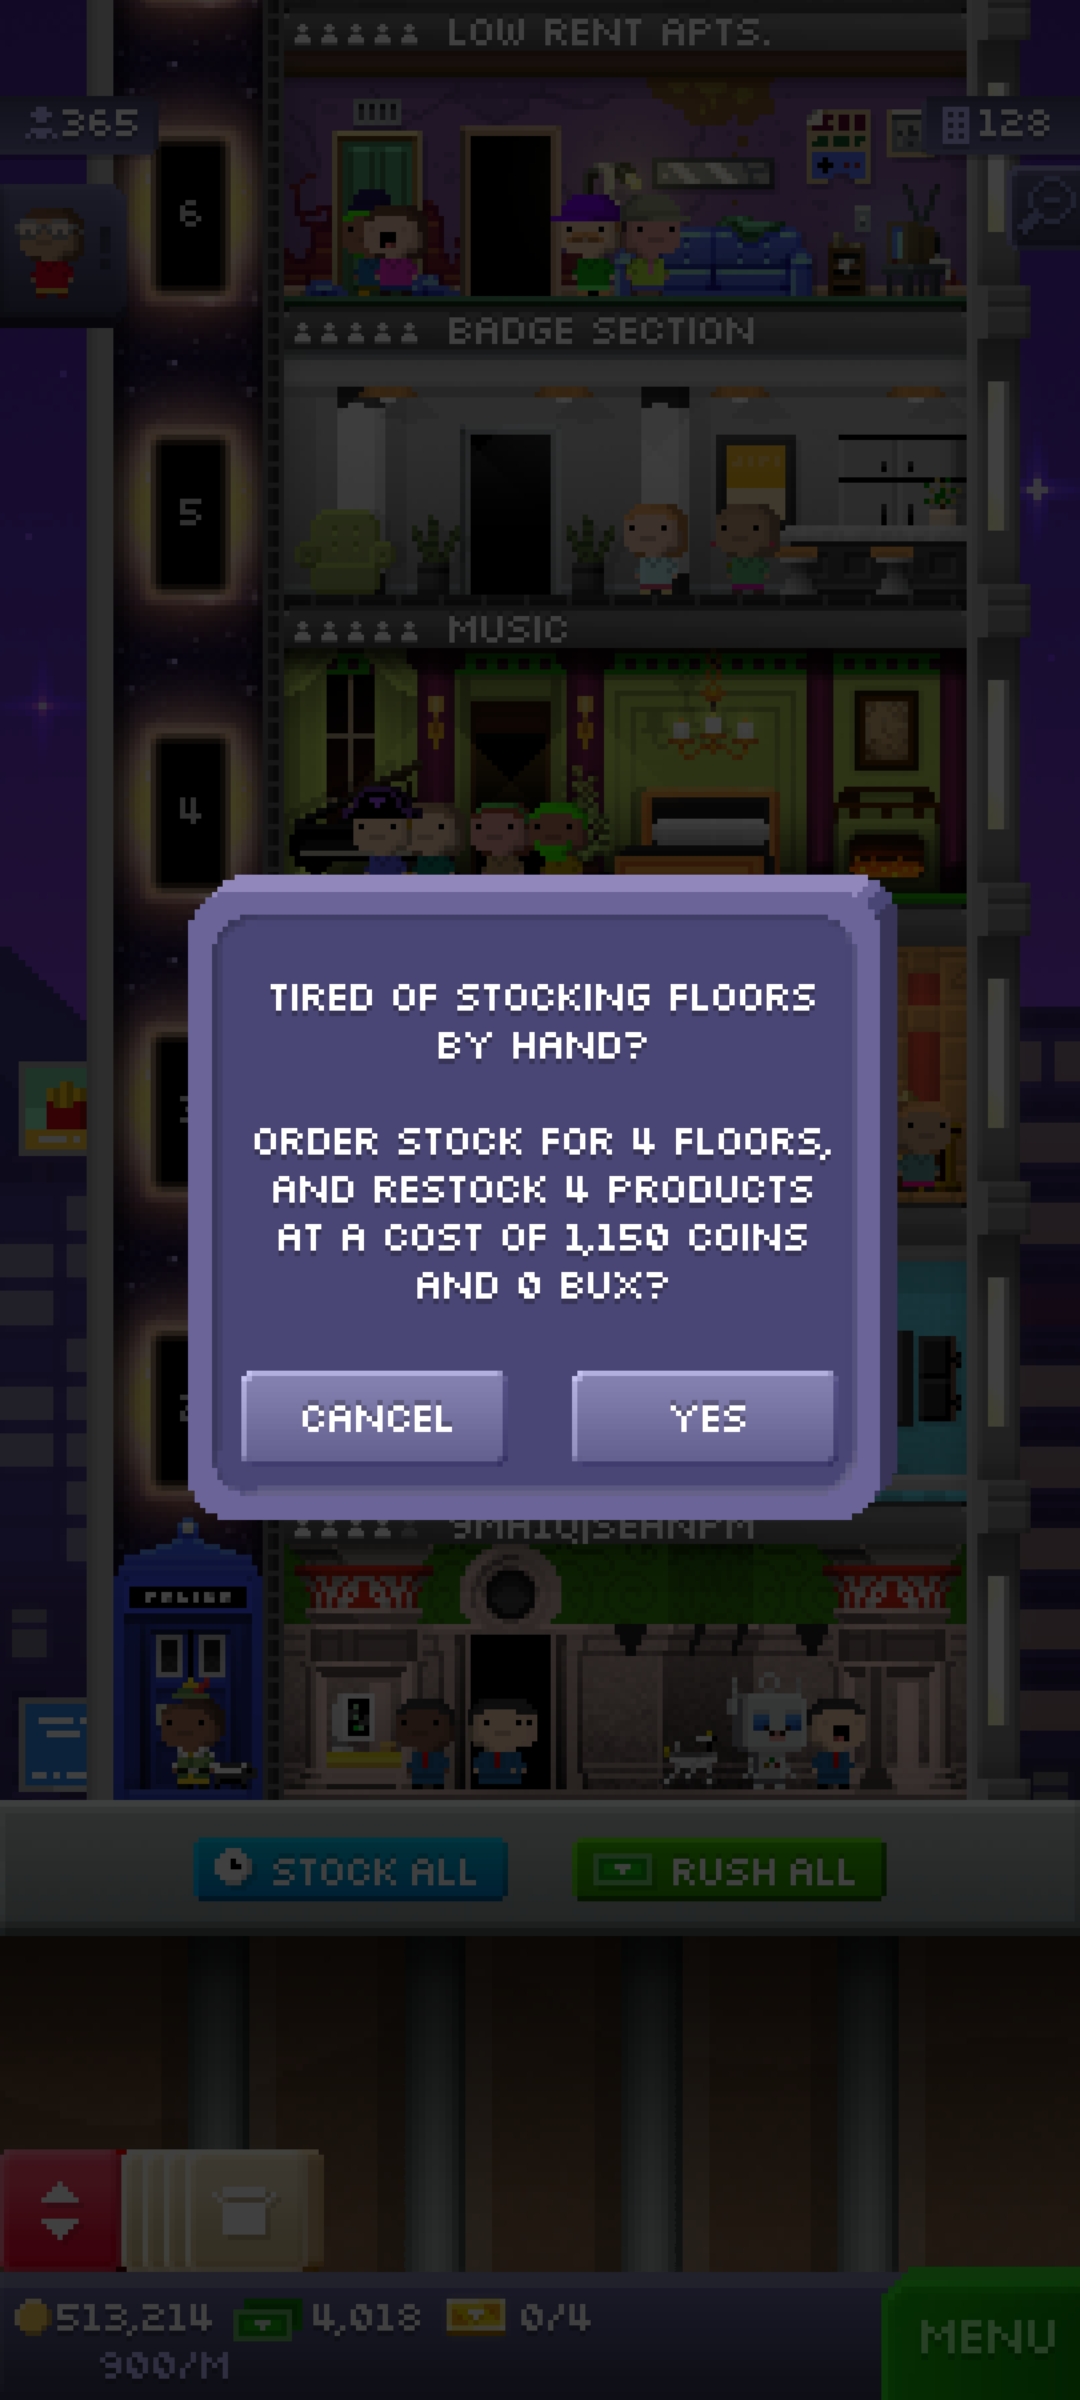 LOW RENT APTS.
365
128
6
BADGE SECTION
5
MUSIC
4
TIRED OF STOCKING FLOORS
BY HAND?
ORDER STOCK FOR 4 FLOORS,
AND RESTOCK 4 PRODUCTS
AT A COST OF 1,150 COINS
AND 0 BUX?
CANCEL
YES
POLICE
STOCK ALL
RUSH ALL
513,214
4,018
0/4
900/M
MENU